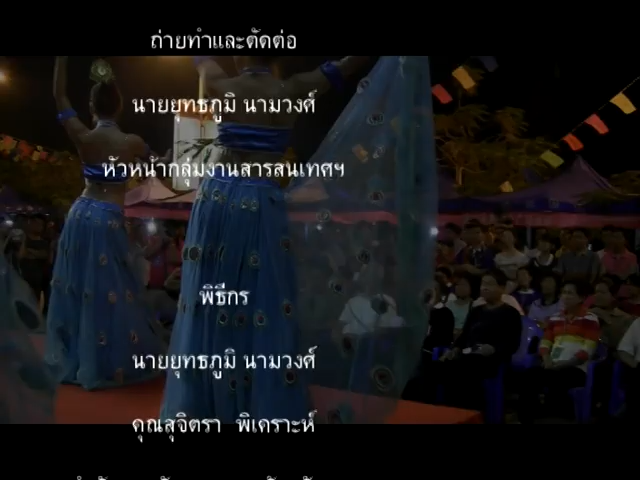 ถ่ายทำและตัดต่อ
นายยุทธภูมิ นามวงศ์
หัวหน้ากลุ่มงานสารสนเทศฯ
พิธีกร
นายยุทธภูมิ นามวงศ์
คุณสุจิตรา พิเคราะห์